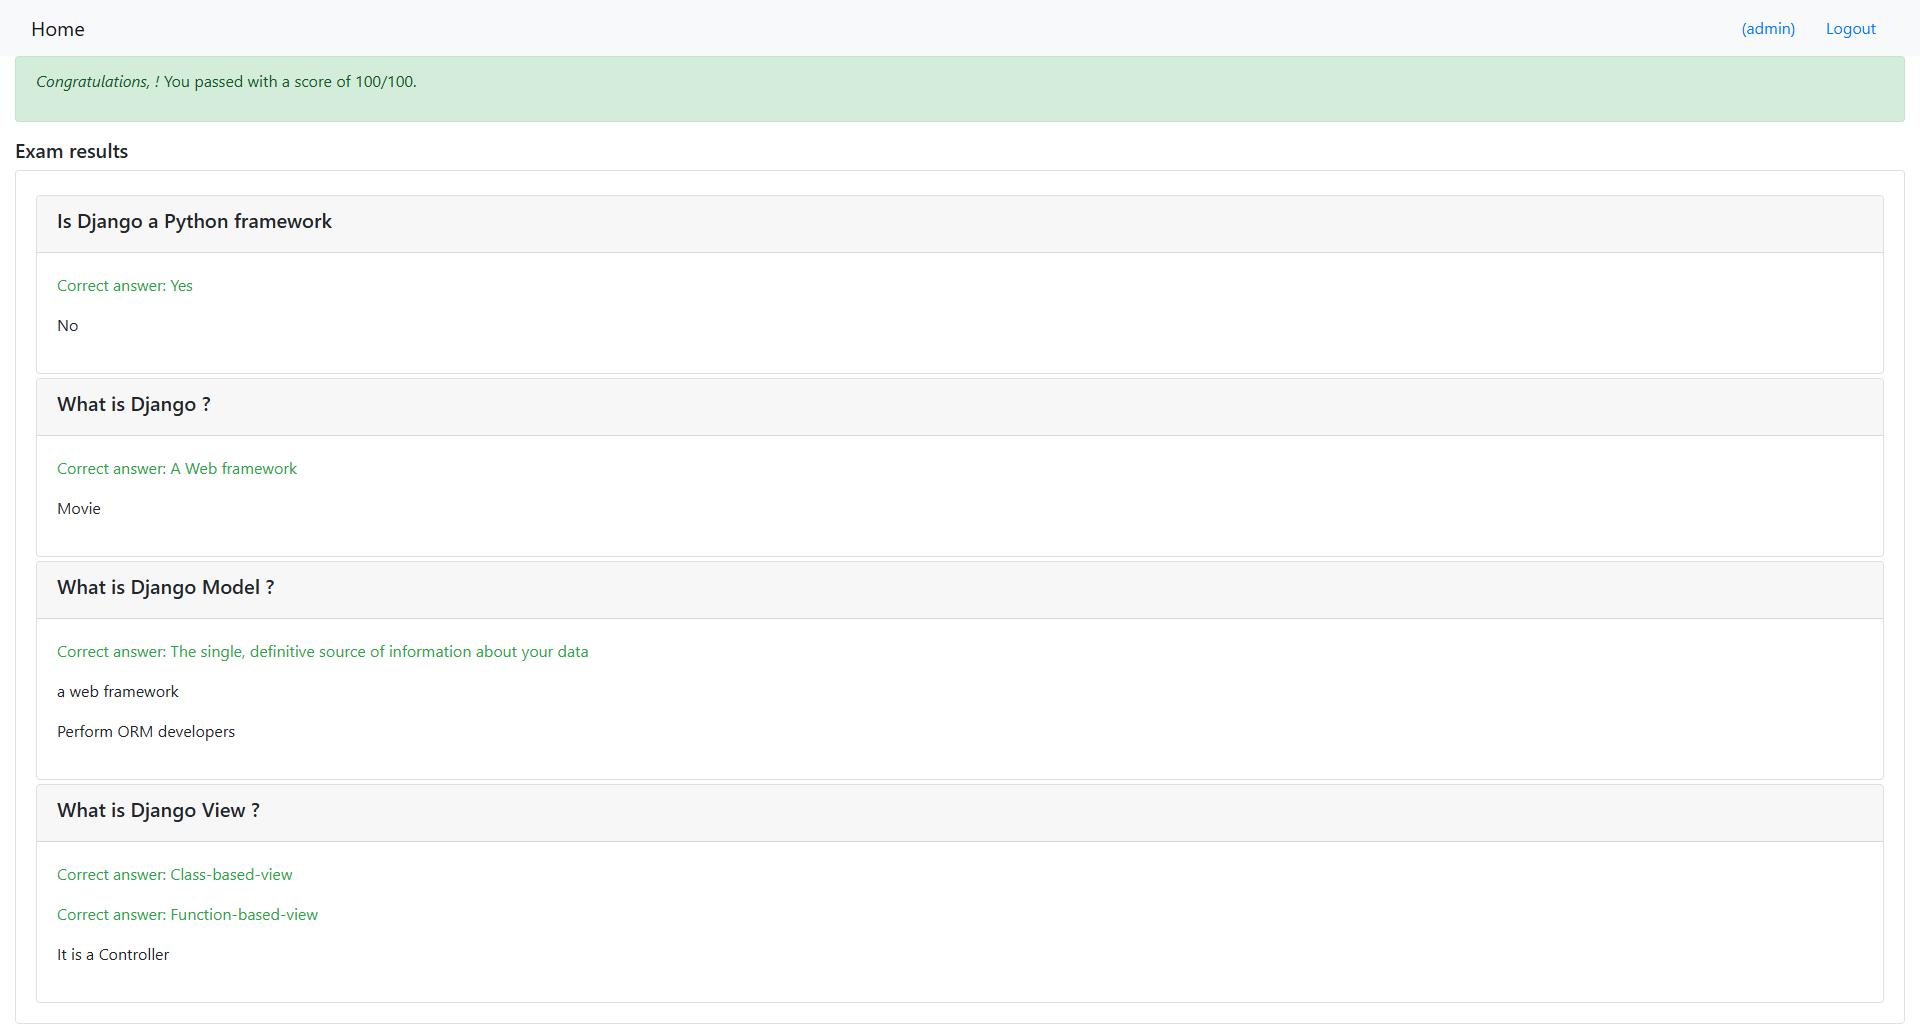 Home (admin) Logout
Congratulations, ! You passed with a score of 100/100.
Exam results
Is Django a Python framework
Correct answer: Yes
No
What is Django ?
Correct answer: A Web framework
Movie
What is Django Model ?
Correct answer: The single, definitive source of information about your data
a web framework
Perform ORM developers
What is Django View ?
Correct answer: Class-based-view
Correct answer: Function-based-view
It is a Controller